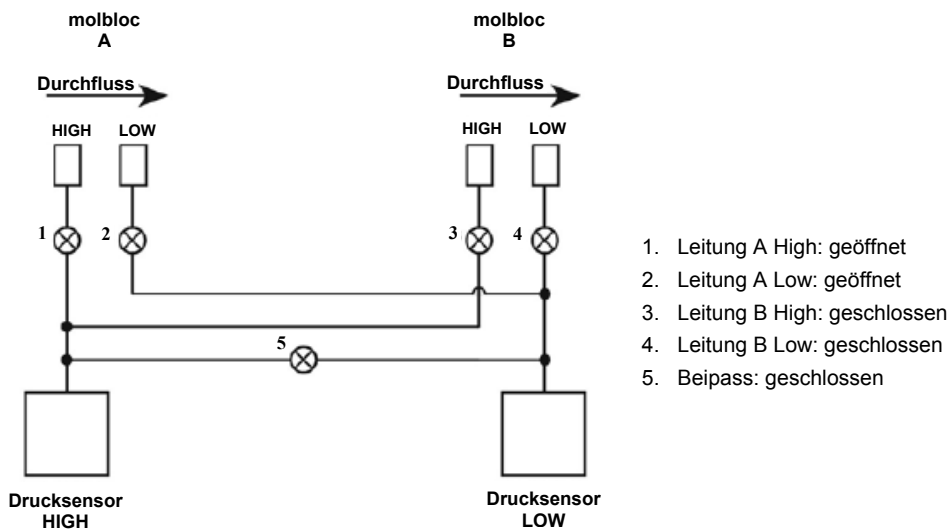 molbloc
A
molbloc
B
Durchfluss
Durchfluss
HIGH LOW
HIGH LOW
1 2 3 4
5
1. Leitung A High: geöffnet
2. Leitung A Low: geöffnet
3. Leitung B High: geschlossen
4. Leitung B Low: geschlossen
5. Beipass: geschlossen
Drucksensor
HIGH
Drucksensor
LOW